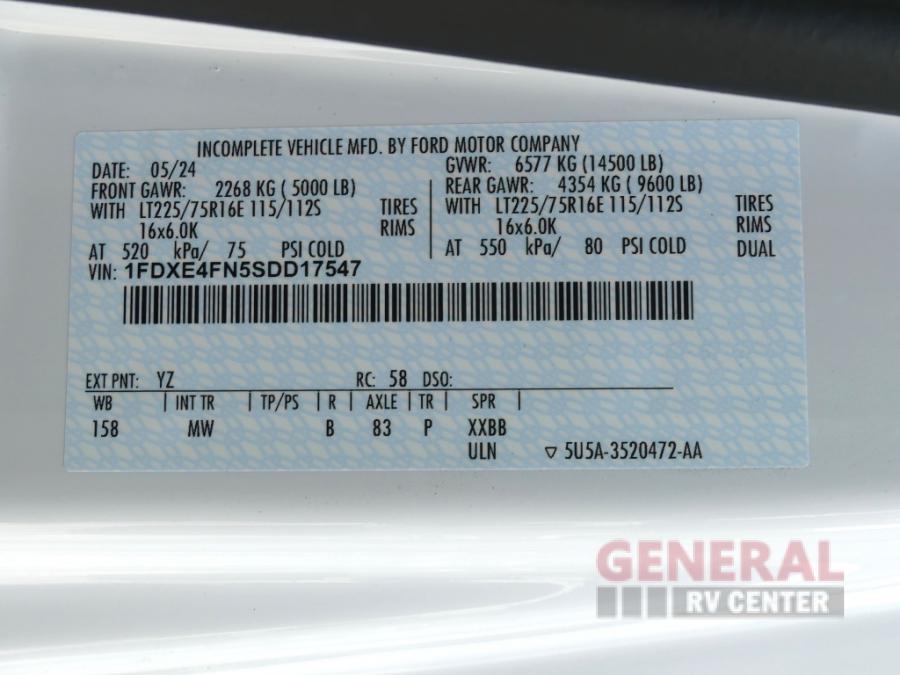 INCOMPLETE VEHICLE MFD. BY FORD MOTOR COMPANY
DATE: 05/24 GVWR: 6577 KG (14500 LB)
FRONT GAWR: 2268 KG ( 5000 LB) REAR GAWR: 4354 KG ( 9600 LB)
WITH LT225/75R16E 115/112S TIRES WITH LT225/75R16E 115/112S TIRES
16x6.0K RIMS 16x6.0K RIMS
AT 520 kPa/ 75 PSI COLD AT 550 kPa/ 80 PSI COLD DUAL
VIN: 1FDXE4FN5SDD17547
EXT PNT: YZ RC: 58 DSO:
WB | INT TR | TP/PS | R | AXLE | TR | SPR |
158 MW B 83 P XXBB
ULN ▽ 5U5A-3520472-AA
GENERAL
RV CENTER